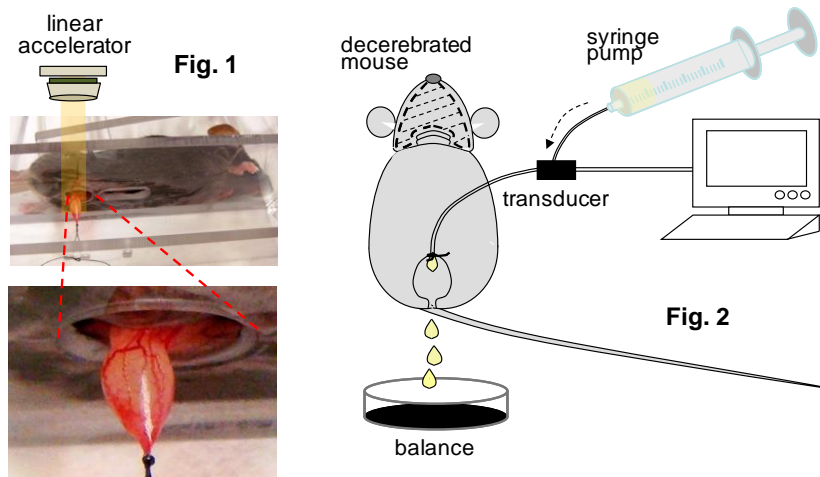 linear
accelerator
Fig. 1
decerebrated
mouse
syringe
pump
transducer
Fig. 2
balance